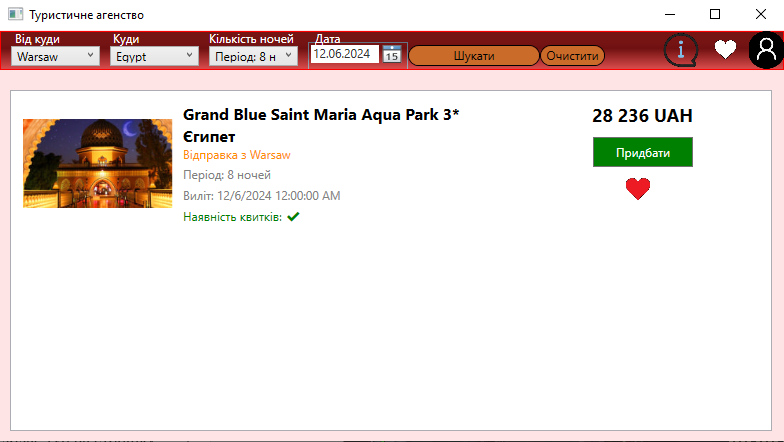 Туристичне агенство
Від куди Куди Кількість ночей Дата
Warsaw Egypt Період: 8 н 12.06.2024 15 Шукати Очистити
Grand Blue Saint Maria Aqua Park 3*
Єгипет
28 236 UAH
Відправка з Warsaw
Придбати
Період: 8 ночей
Виліт: 12/6/2024 12:00:00 AM
Наявність квитків: